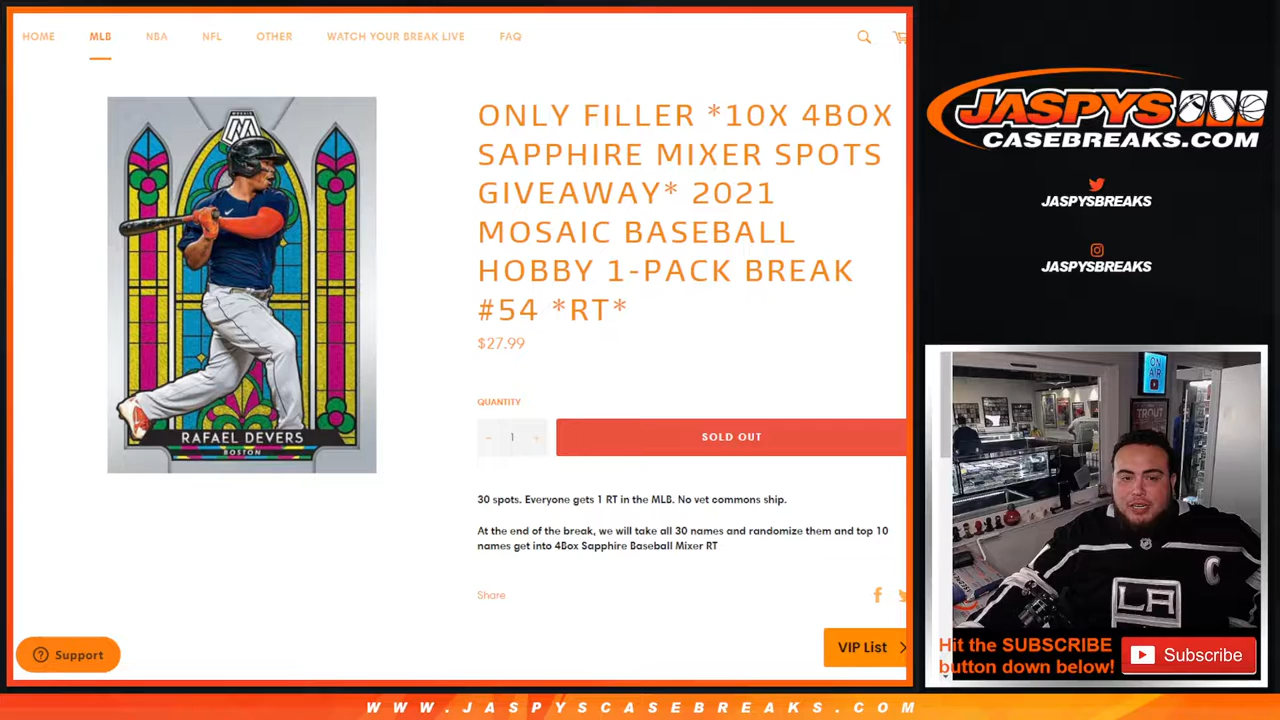 HOME MLB NBA NFL OTHER WATCH YOUR BREAK LIVE FAQ
M
RAFAEL DEVERS
BOSTON
ONLY FILLER *10X 4BOX
SAPPHIRE MIXER SPOTS
GIVEAWAY* 2021
MOSAIC BASEBALL
HOBBY 1-PACK BREAK
#54 *RT*
$27.99
QUANTITY
− 1 +
SOLD OUT
30 spots. Everyone gets 1 RT in the MLB. No vet commons ship.
At the end of the break, we will take all 30 names and randomize them and top 10
names get into 4Box Sapphire Baseball Mixer RT
Share
Support
VIP List
JASPYS
CASEBREAKS.COM
JASPYSBREAKS
JASPYSBREAKS
ON
AIR
TROUT
C
LA
Hit the SUBSCRIBE
button down below!
Subscribe
WWW.JASPYSCASEBREAKS.COM